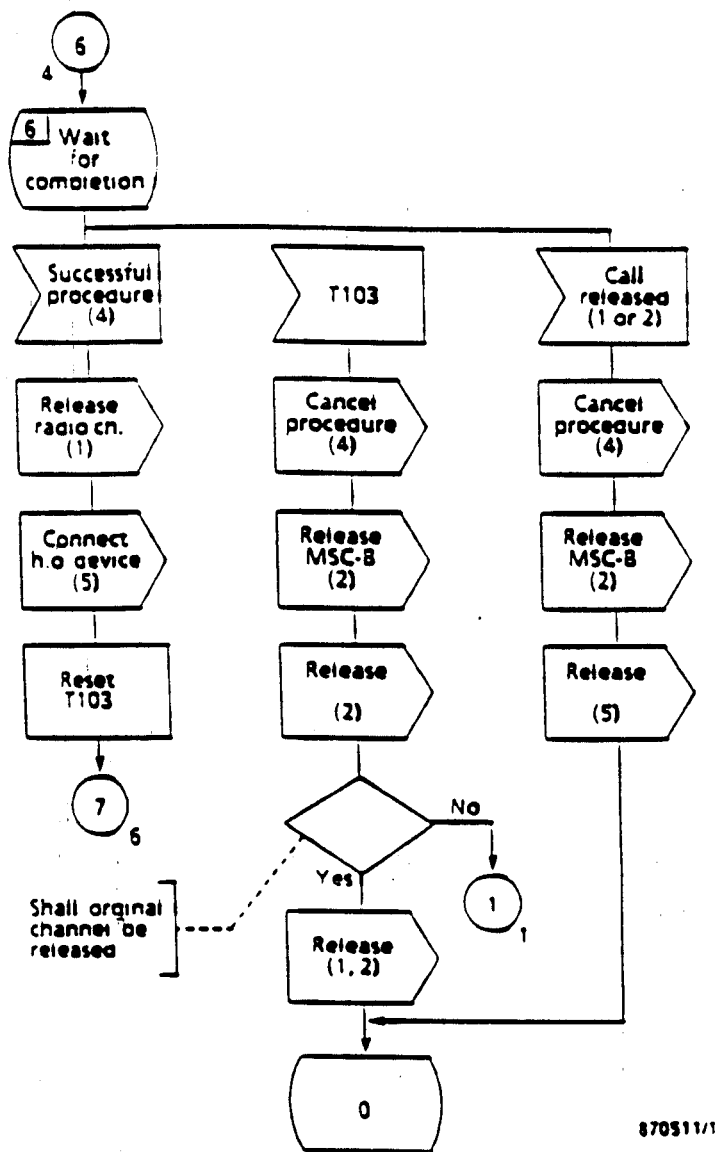 6
4
6
Wait
for
completion
Successful
procedure
(4)
T103
Call
released
(1 or 2)
Release
radio ch.
(1)
Cancel
procedure
(4)
Cancel
procedure
(4)
Connect
h.o device
(5)
Release
MSC-B
(2)
Release
MSC-B
(2)
Reset
T103
Release
(2)
Release
(5)
7
6
No
Yes
1
1
Shall orginal
channel be
released
Release
(1, 2)
0
870511/1